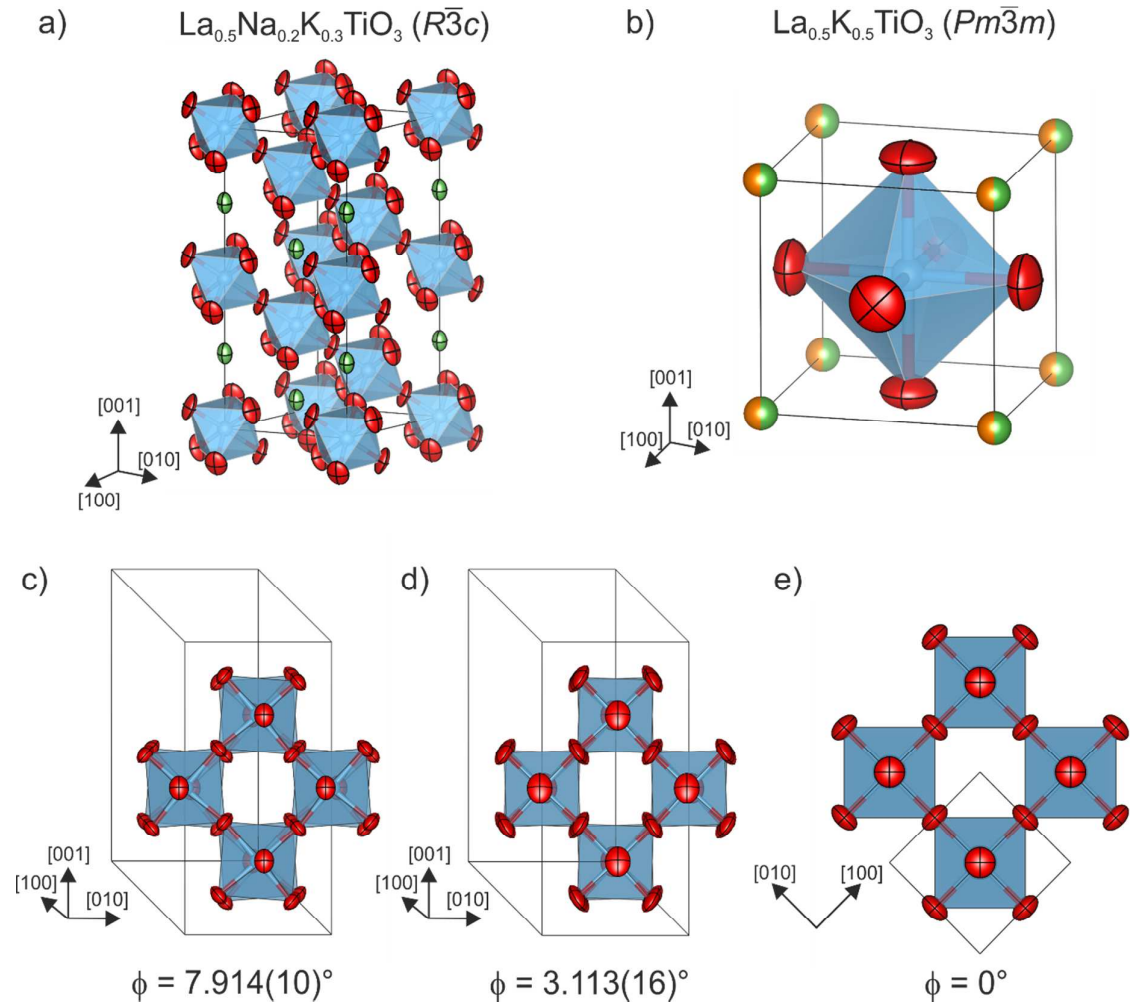 a)
La₀.₅Na₀.₂K₀.₃TiO₃ (R3̅c)
b)
La₀.₅K₀.₅TiO₃ (Pm3̅m)
[001]
[010]
[100]
[001]
[100]
[010]
c)
d)
e)
[001]
[100]
[010]
[001]
[100]
[010]
[010]
[100]
ϕ = 7.914(10)°
ϕ = 3.113(16)°
ϕ = 0°